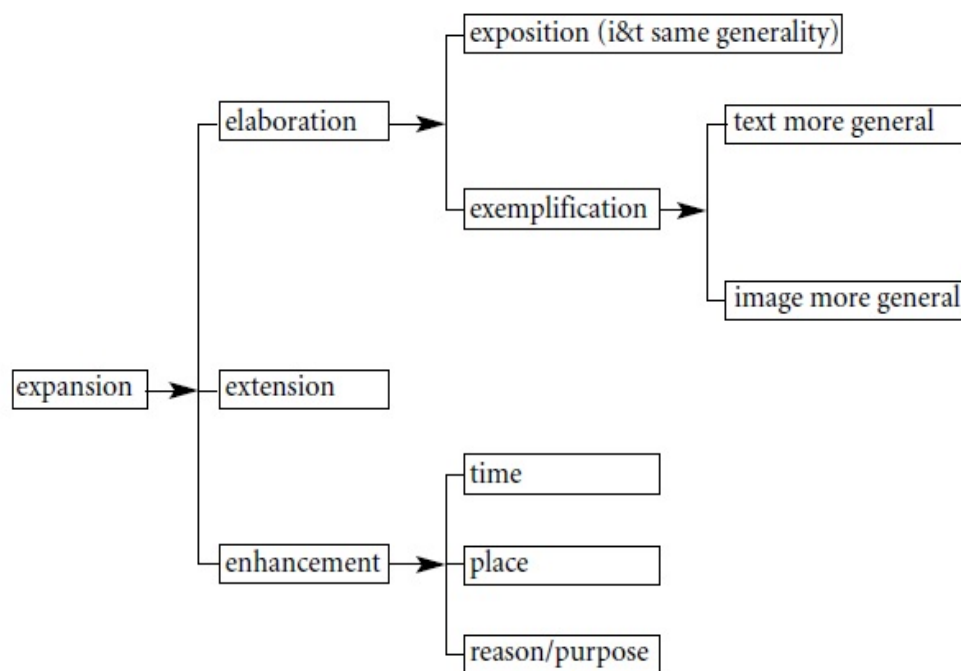 exposition (i&t same generality)
elaboration
text more general
exemplification
image more general
expansion
extension
time
enhancement
place
reason/purpose